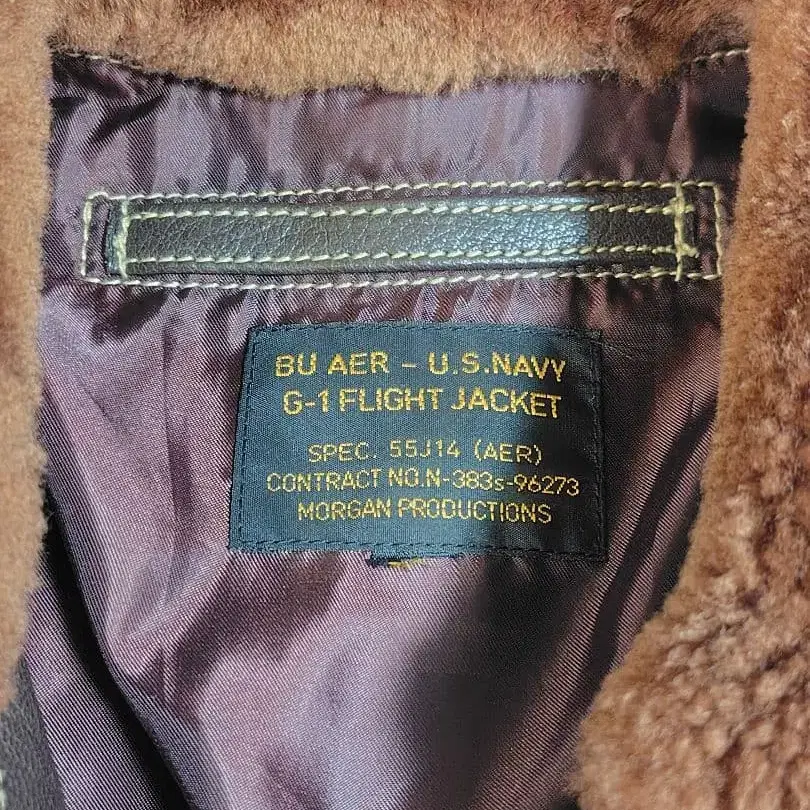 BU AER - U.S.NAVY
G-1 FLIGHT JACKET
SPEC. 55J14 (AER)
CONTRACT NO.N-383s-96273
MORGAN PRODUCTIONS